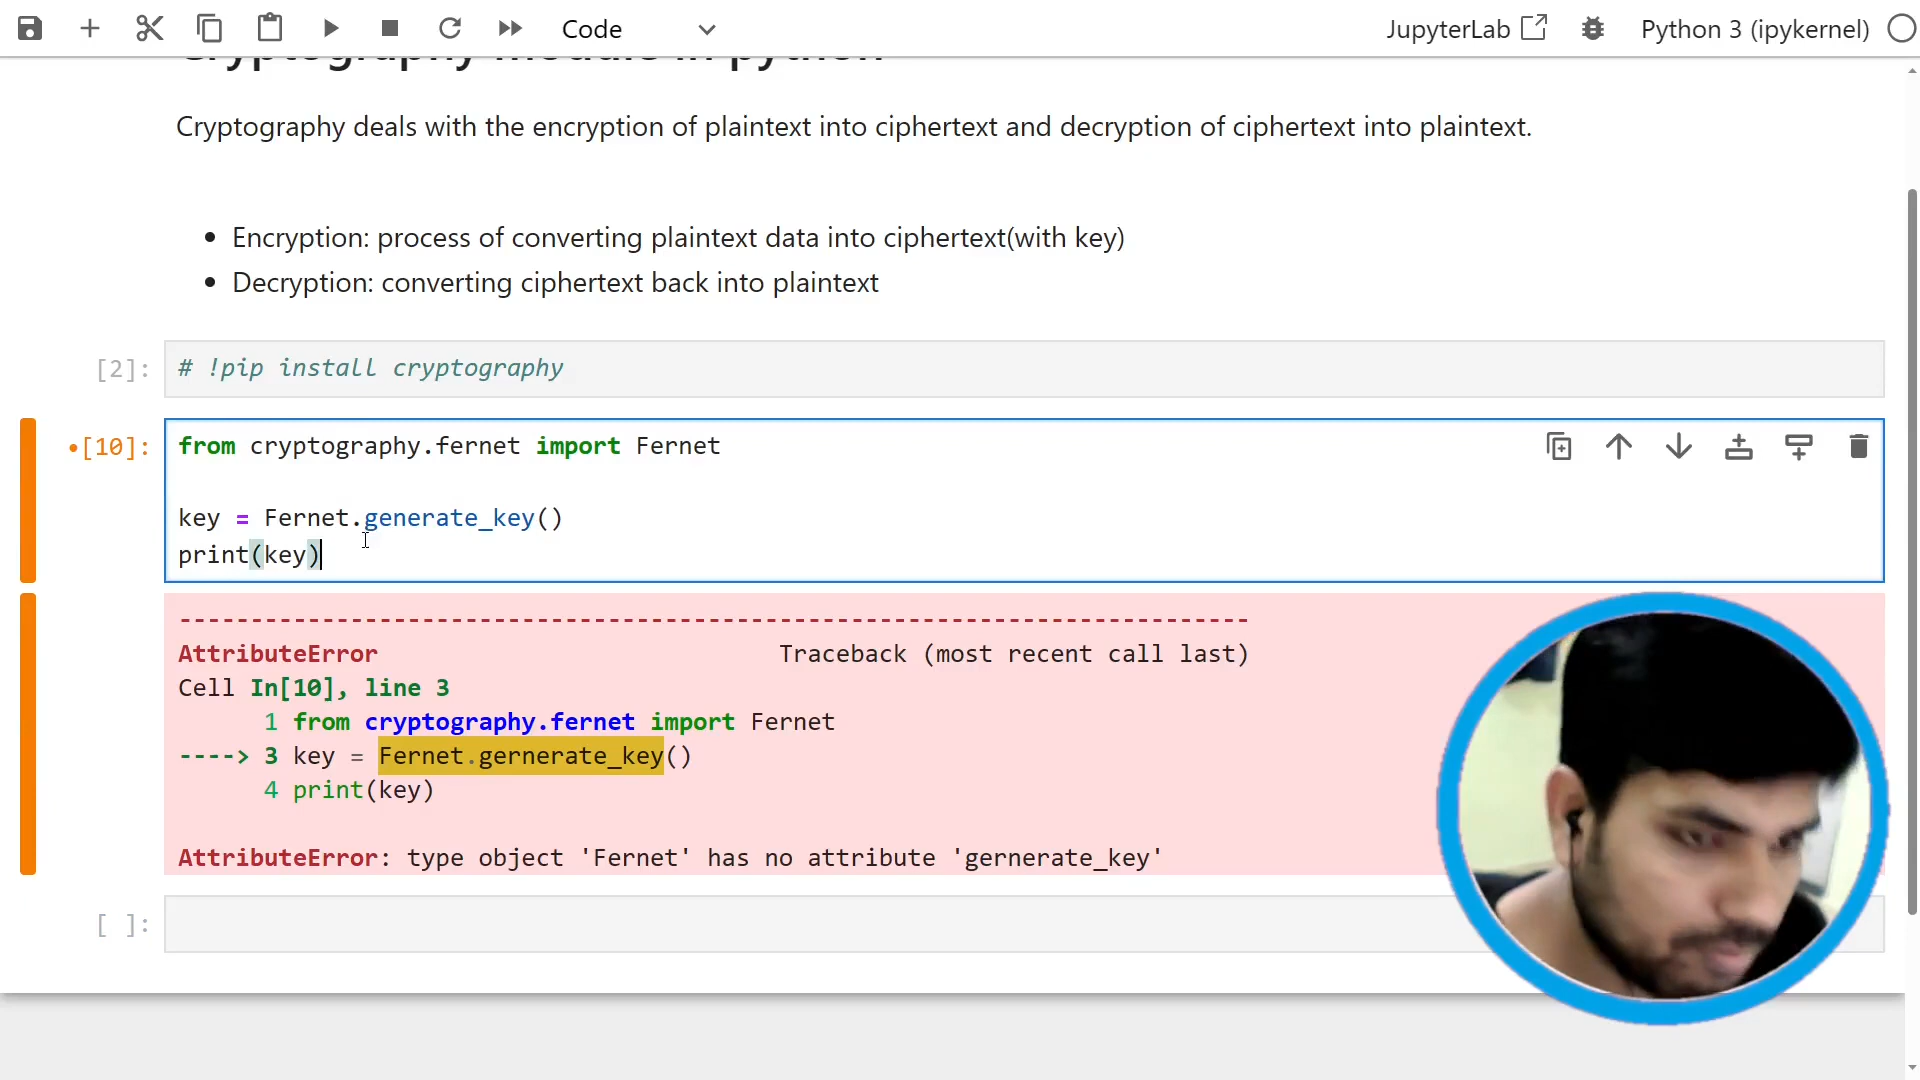 Code
JupyterLab
Python 3 (ipykernel)
Cryptography module in python
Cryptography deals with the encryption of plaintext into ciphertext and decryption of ciphertext into plaintext.
• Encryption: process of converting plaintext data into ciphertext(with key)
• Decryption: converting ciphertext back into plaintext
[2]: # !pip install cryptography
•[10]: from cryptography.fernet import Fernet
key = Fernet.generate_key()
print(key)
---------------------------------------------------------------------------
AttributeError Traceback (most recent call last)
Cell In[10], line 3
1 from cryptography.fernet import Fernet
----> 3 key = Fernet.gernerate_key()
4 print(key)
AttributeError: type object 'Fernet' has no attribute 'gernerate_key'
[ ]: